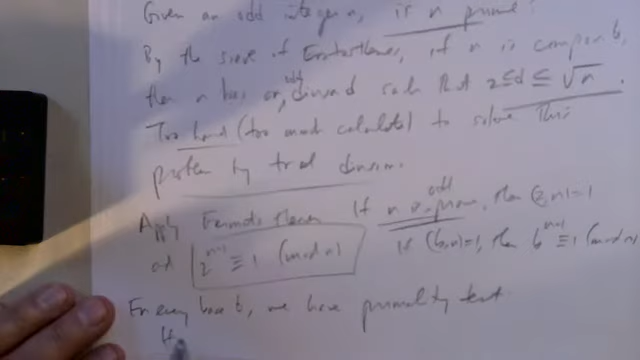 Given an odd integer n, is n prime?
By the sieve of Eratosthenes, if n is composite,
then n has an odd divisor d such that 2 ≤ d ≤ √n.
Too hard (too much calculation) to solve this
problem by trial division.
Apply Fermat's theorem If n is odd prime, then (2,n)=1
and 2^{n-1} ≡ 1 (mod n) if (b,n)=1, then b^{n-1} ≡ 1 (mod n)
For every base b, we have primality test.
If